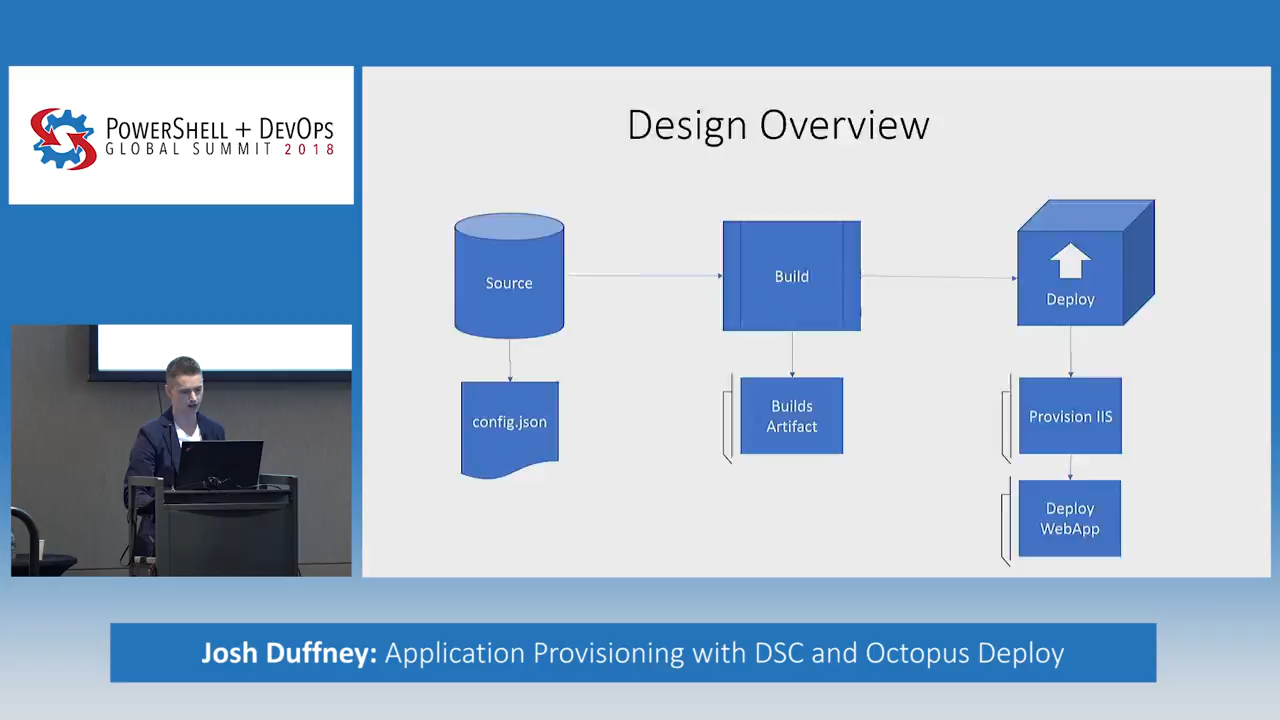 POWERSHELL + DEVOPS
GLOBAL SUMMIT 2018
Design Overview
Source
Build
Deploy
config.json
Builds
Artifact
Provision IIS
Deploy
WebApp
Josh Duffney: Application Provisioning with DSC and Octopus Deploy